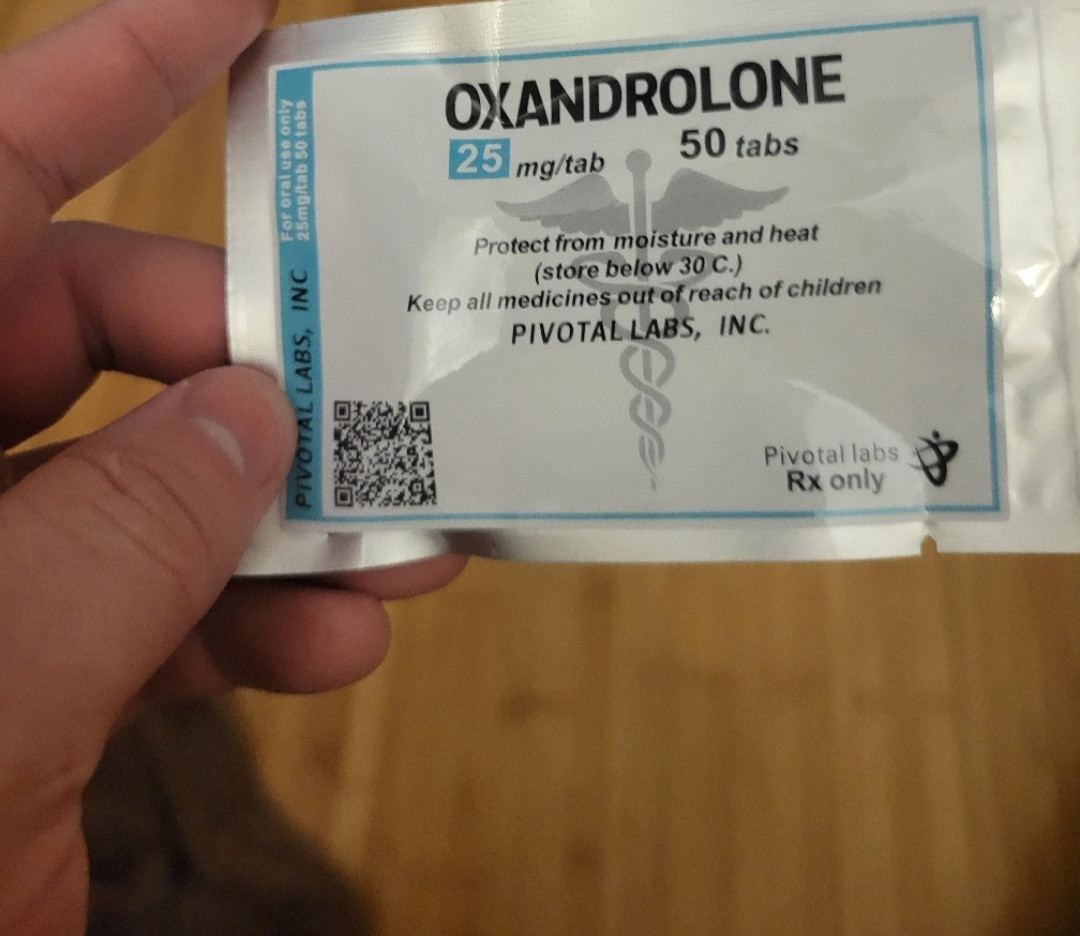 OXANDROLONE
25 mg/tab 50 tabs
Protect from moisture and heat
(store below 30 C.)
Keep all medicines out of reach of children
PIVOTAL LABS, INC.
Pivotal labs
Rx only
For oral use only
25mg/tab 50 tabs
PIVOTAL LABS, INC